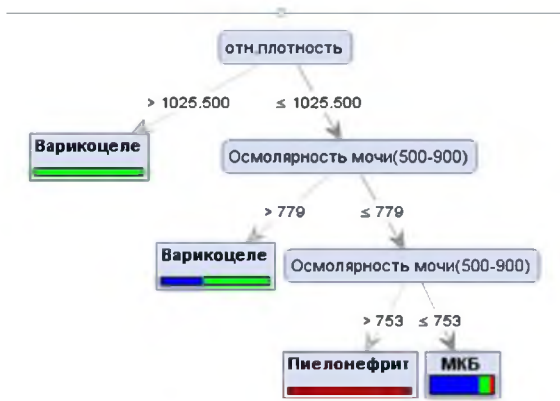 отн.плотность
> 1025.500 ≤ 1025.500
Варикоцеле
Осмолярность мочи(500-900)
> 779 ≤ 779
Варикоцеле
Осмолярность мочи(500-900)
> 753 ≤ 753
Пиелонефрит
МКБ